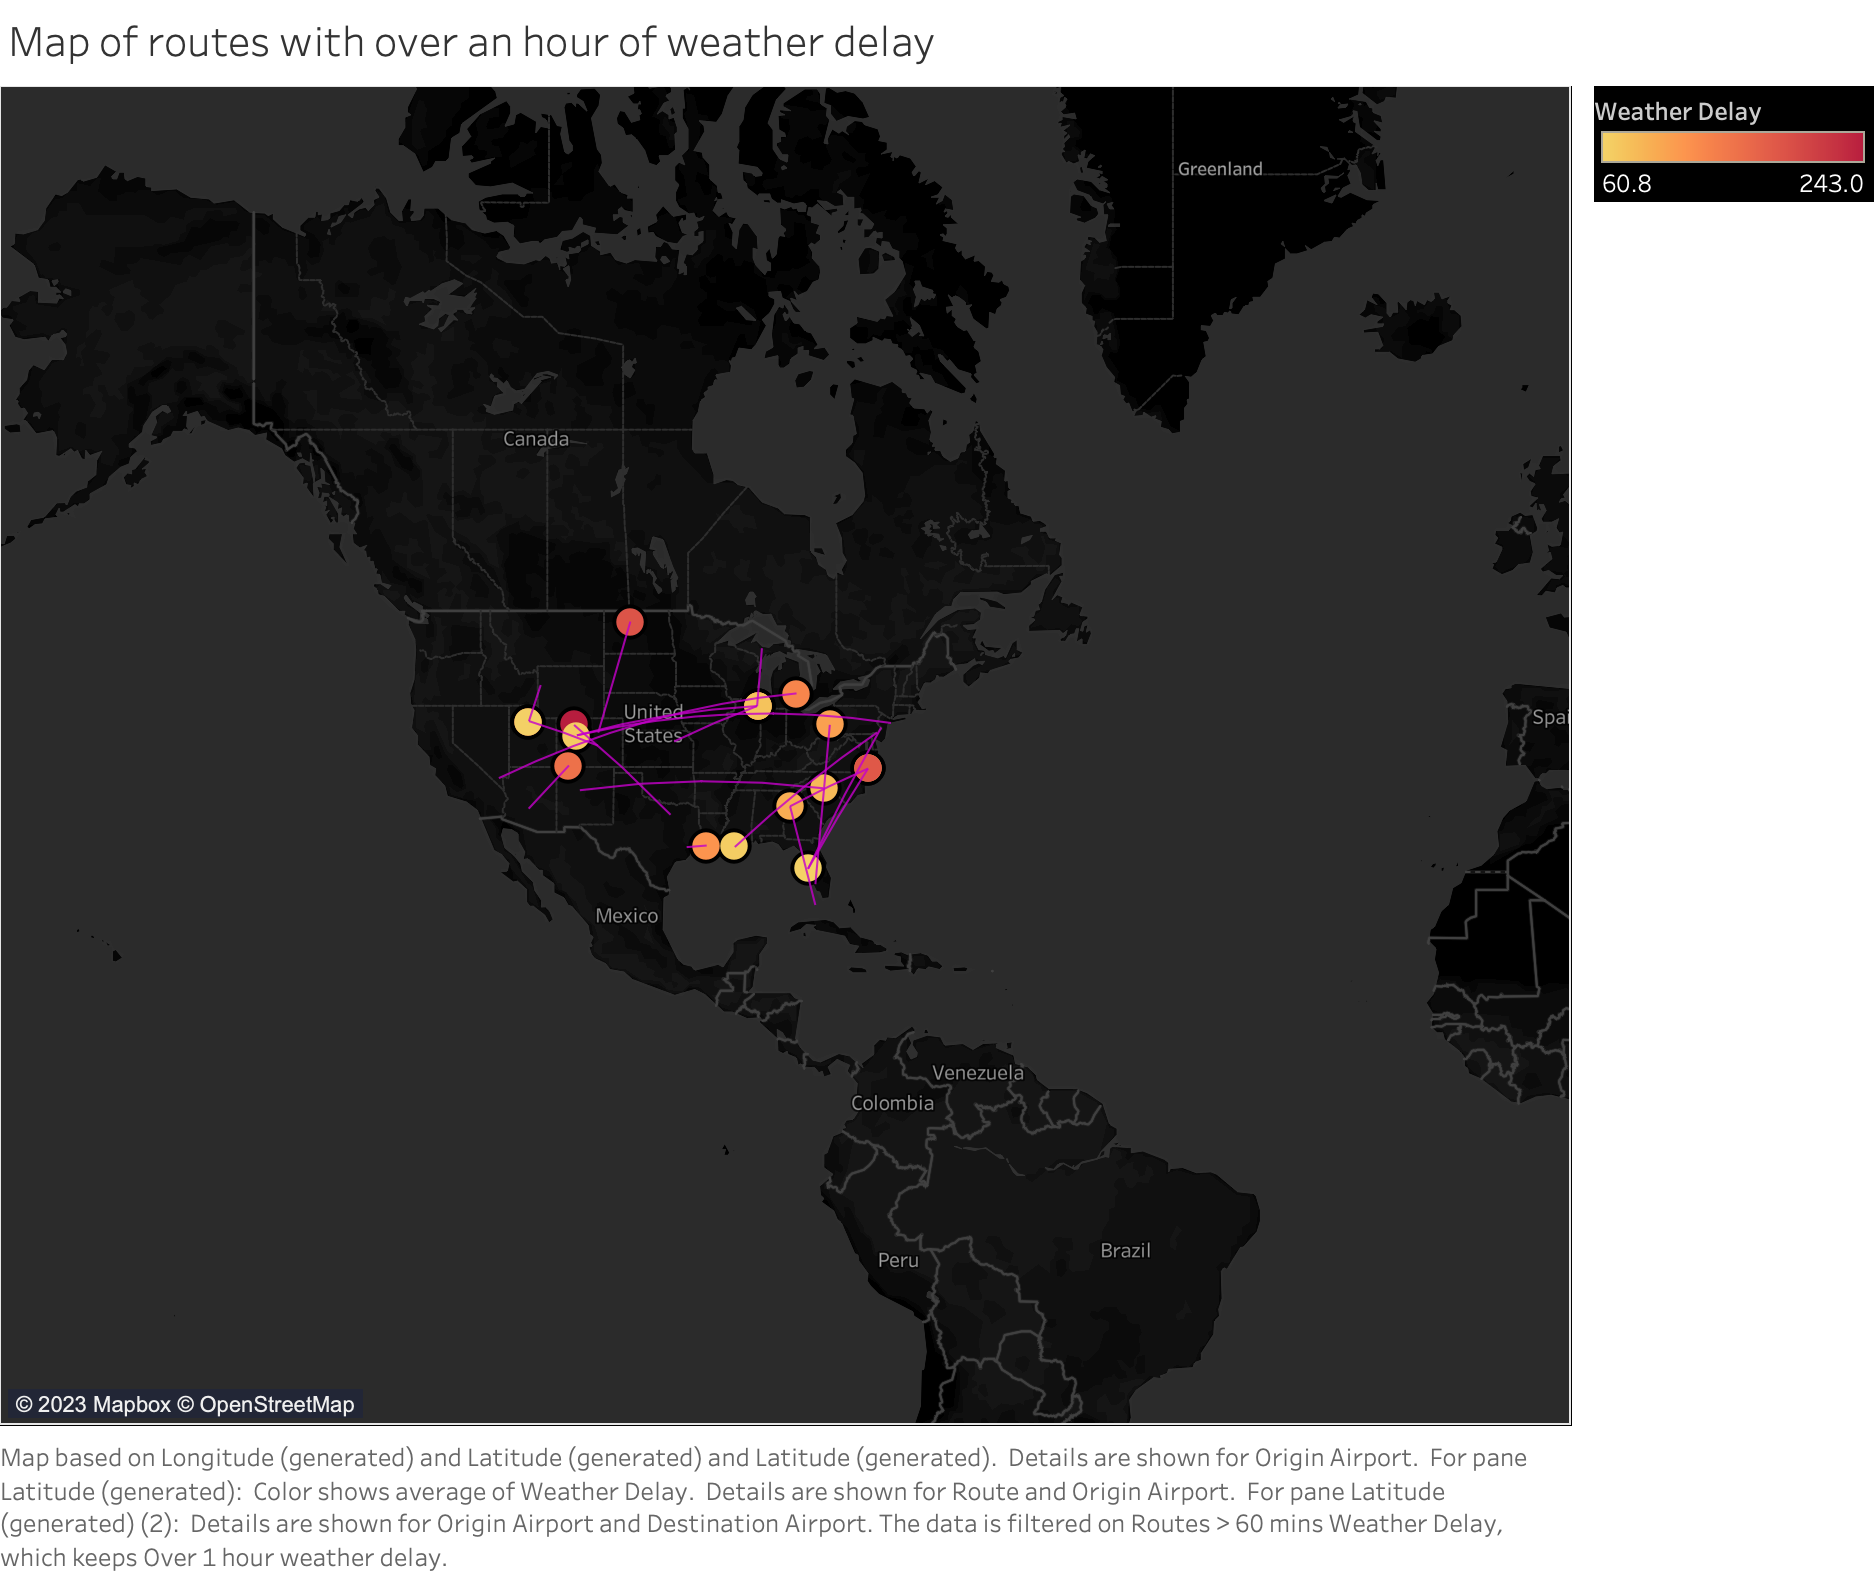 Map of routes with over an hour of weather delay
Weather Delay
60.8 243.0
Greenland
Canada
United
States
Spai
Mexico
Venezuela
Colombia
Peru
Brazil
© 2023 Mapbox © OpenStreetMap
Map based on Longitude (generated) and Latitude (generated) and Latitude (generated).  Details are shown for Origin Airport.  For pane
Latitude (generated):  Color shows average of Weather Delay.  Details are shown for Route and Origin Airport.  For pane Latitude
(generated) (2):  Details are shown for Origin Airport and Destination Airport. The data is filtered on Routes > 60 mins Weather Delay,
which keeps Over 1 hour weather delay.